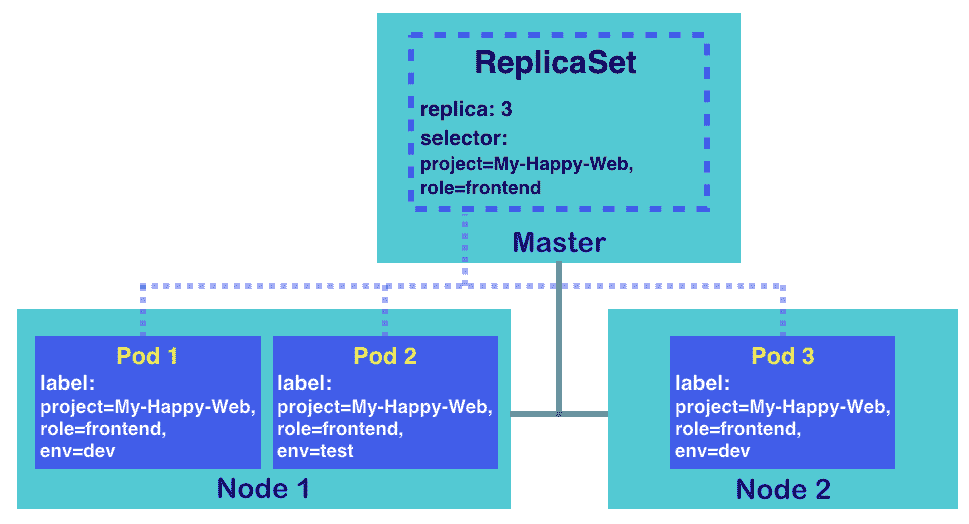 ReplicaSet
replica: 3
selector:
project=My-Happy-Web,
role=frontend
Master
Pod 1
label:
project=My-Happy-Web,
role=frontend,
env=dev
Pod 2
label:
project=My-Happy-Web,
role=frontend,
env=test
Node 1
Pod 3
label:
project=My-Happy-Web,
role=frontend,
env=dev
Node 2